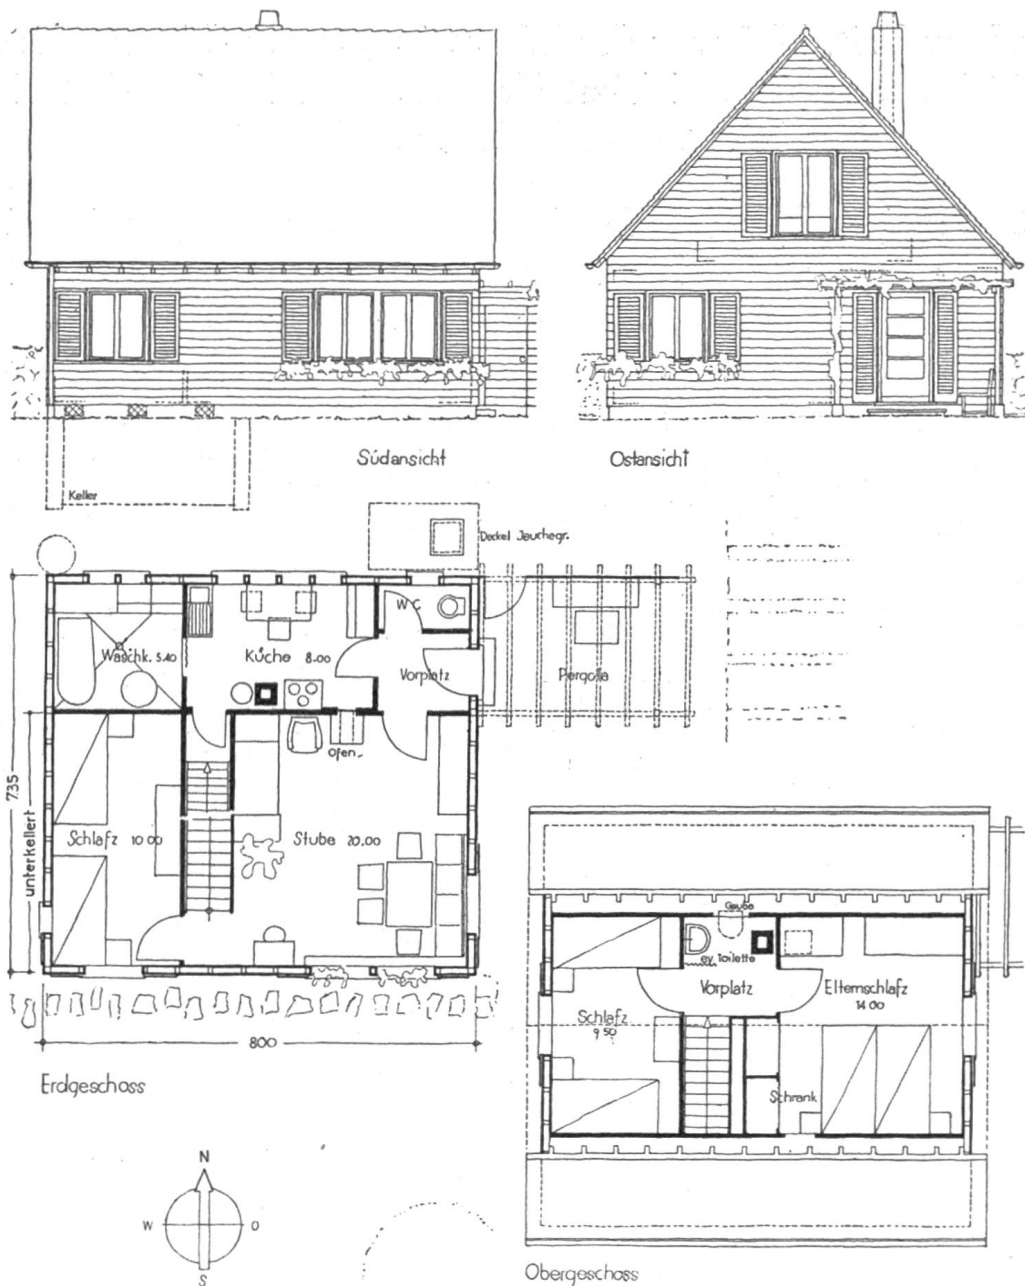 Südansicht
Ostansicht
Keller
Deckel Jauchegr.
W C
Waschk. 5.40
Küche 8.00
Vorplatz
Pergola
Ofen
735
unterkellert
Schlafz 10 00
Stube 20.00
800
Erdgeschoss
Gaube
ev Toilette
Vorplatz
Elternschlafz
14 00
Schlafz
9 50
Schrank
N
W O
S
Obergeschoss